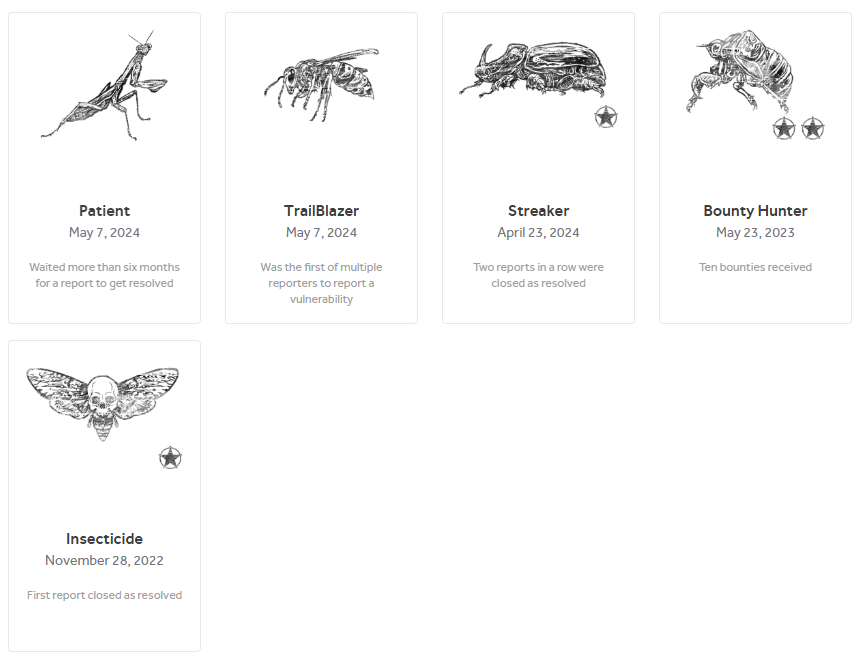 Patient
May 7, 2024
Waited more than six months
for a report to get resolved
TrailBlazer
May 7, 2024
Was the first of multiple
reporters to report a
vulnerability
Streaker
April 23, 2024
Two reports in a row were
closed as resolved
Bounty Hunter
May 23, 2023
Ten bounties received
Insecticide
November 28, 2022
First report closed as resolved